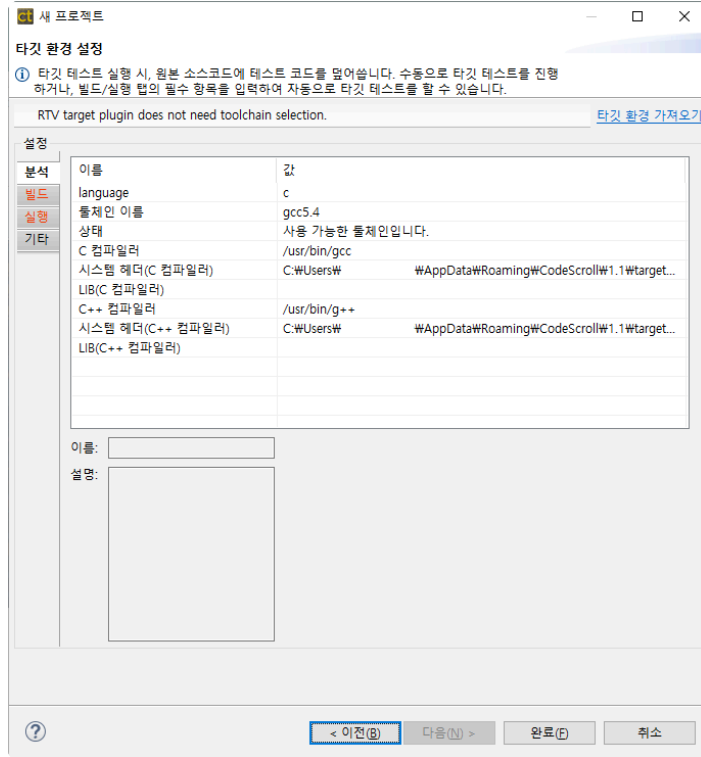 ct 새 프로젝트
타깃 환경 설정
타깃 테스트 실행 시, 원본 소스코드에 테스트 코드를 덮어씁니다. 수동으로 타깃 테스트를 진행
하거나, 빌드/실행 탭의 필수 항목을 입력하여 자동으로 타깃 테스트를 할 수 있습니다.
RTV target plugin does not need toolchain selection. 타깃 환경 가져오기
설정
분석
빌드
실행
기타
이름 값
language c
툴체인 이름 gcc5.4
상태 사용 가능한 툴체인입니다.
C 컴파일러 /usr/bin/gcc
시스템 헤더(C 컴파일러) C:₩Users₩ ₩AppData₩Roaming₩CodeScroll₩1.1₩target...
LIB(C 컴파일러)
C++ 컴파일러 /usr/bin/g++
시스템 헤더(C++ 컴파일러) C:₩Users₩ ₩AppData₩Roaming₩CodeScroll₩1.1₩target...
LIB(C++ 컴파일러)
이름:
설명:
? < 이전(B) 다음(N) > 완료(F) 취소